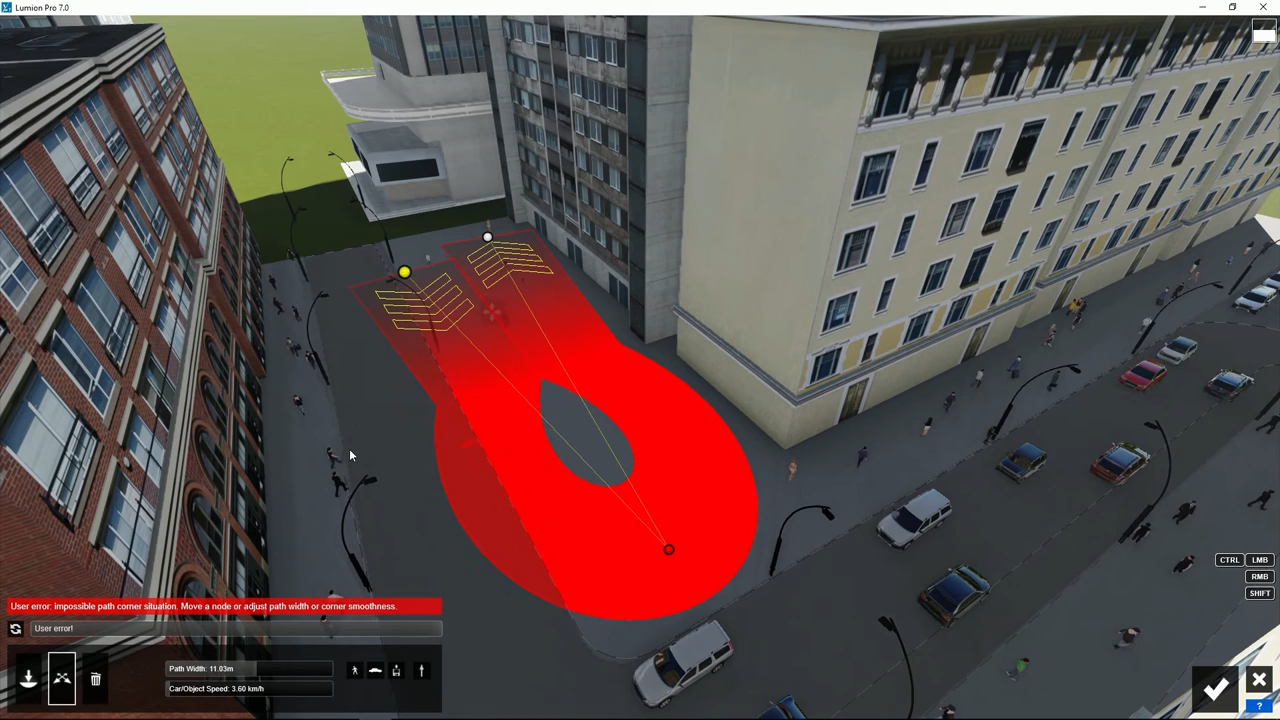 Lumion Pro 7.0
CTRL LMB
RMB
SHIFT
User error: impossible path corner situation. Move a node or adjust path width or corner smoothness.
User error!
Path Width: 11.03m
Car/Object Speed: 3.60 km/h
?